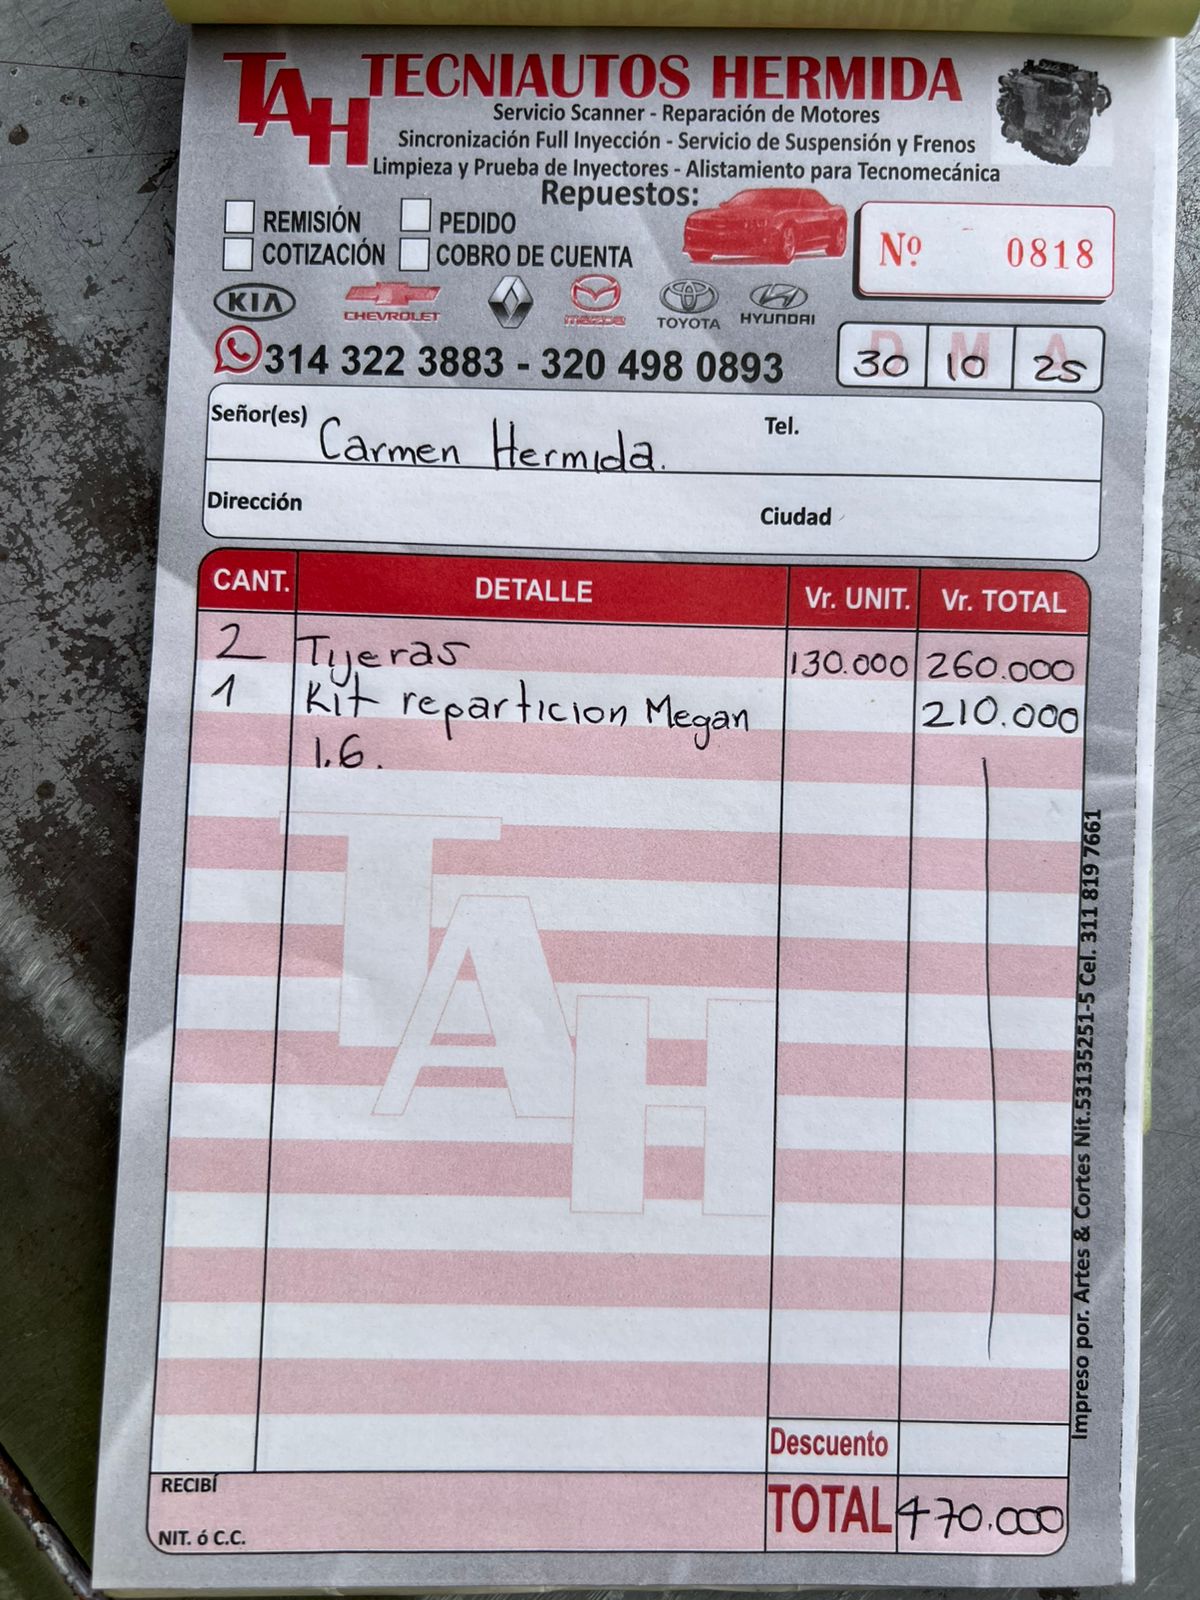 TAH TECNIAUTOS HERMIDA
Servicio Scanner - Reparación de Motores
Sincronización Full Inyección - Servicio de Suspensión y Frenos
Limpieza y Prueba de Inyectores - Alistamiento para Tecnomecánica
Repuestos:
REMISIÓN PEDIDO
COTIZACIÓN COBRO DE CUENTA
Nº 0818
KIA CHEVROLET mazda TOYOTA HYUNDAI
314 322 3883 - 320 498 0893
D M A
30 10 25
Señor(es) Carmen Hermida. Tel.
Dirección Ciudad
CANT. DETALLE Vr. UNIT. Vr. TOTAL
2 Tijeras 130.000 260.000
1 Kit reparticion Megan 210.000
1.6.
TAH
Impreso por. Artes & Cortes Nit.53135251-5 Cel. 311 819 7661
Descuento
RECIBÍ
TOTAL 470.000
NIT. ó C.C.